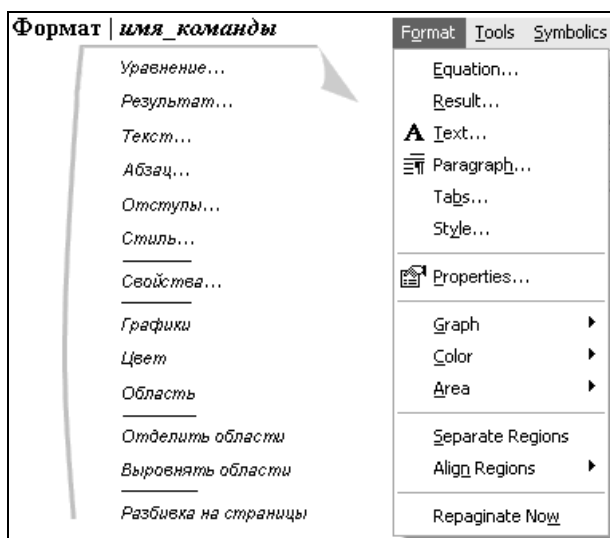 Формат | имя_команды
Уравнение...
Результат...
Текст...
Абзац...
Отступы...
Стиль...
Свойства...
Графики
Цвет
Область
Отделить области
Выровнять области
Разбивка на страницы
Format Tools Symbolics
Equation...
Result...
Text...
Paragraph...
Tabs...
Style...
Properties...
Graph
Color
Area
Separate Regions
Align Regions
Repaginate Now